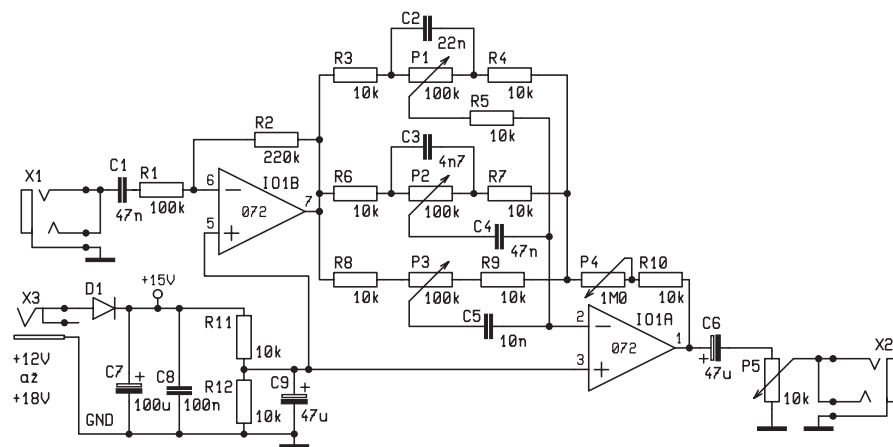 C2
22n
R3
P1
R4
10k
100k
10k
R5
10k
R2
220k
C3
4n7
C1
R1
IO1B
R6
P2
R7
X1
6
7
47n
100k
072
10k
100k
10k
5
C4
47n
R8
P3
R9
P4
R10
10k
100k
10k
1M0
10k
+15V
X3
D1
C5
10n
IO1A
2
1
C6
X2
R11
072
+
47u
P5
+12V
až
+18V
10k
3
C7
+
C8
R12
C9
+
100u
100n
10k
47u
10k
GND